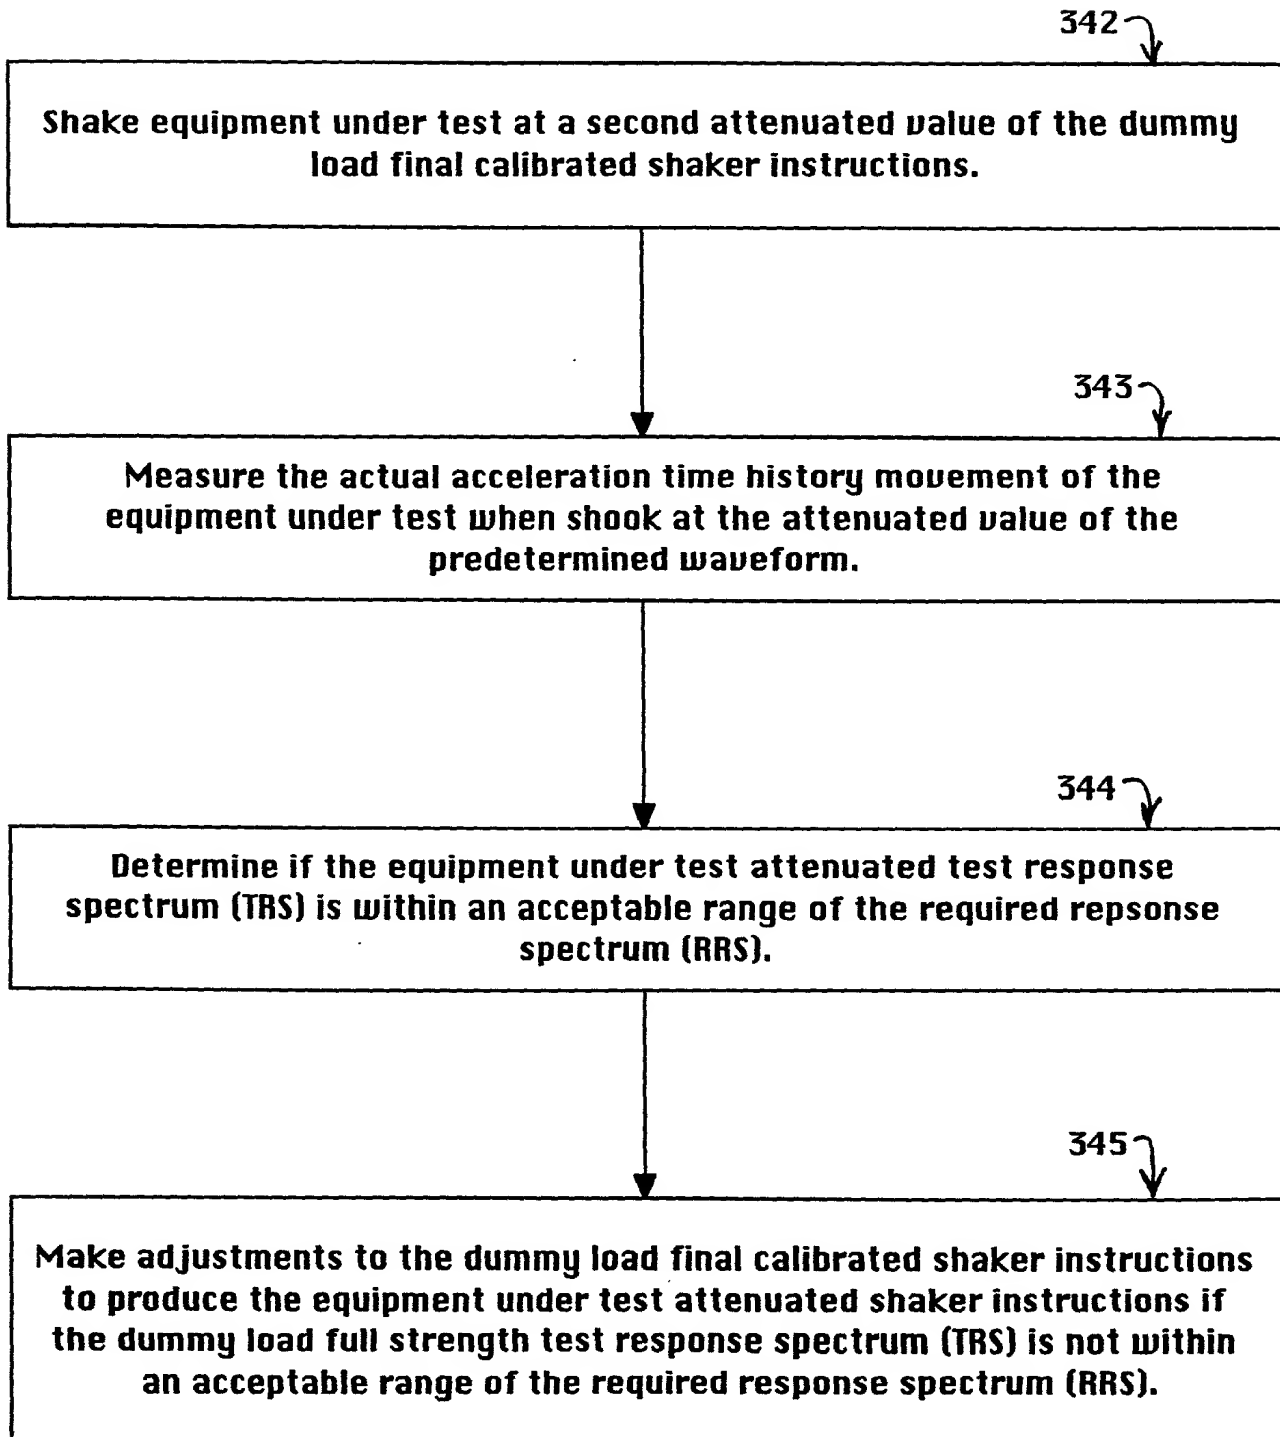 342
Shake equipment under test at a second attenuated value of the dummy
load final calibrated shaker instructions.
343
Measure the actual acceleration time history movement of the
equipment under test when shook at the attenuated value of the
predetermined waveform.
344
Determine if the equipment under test attenuated test response
spectrum (TRS) is within an acceptable range of the required repsonse
spectrum (RRS).
345
Make adjustments to the dummy load final calibrated shaker instructions
to produce the equipment under test attenuated shaker instructions if
the dummy load full strength test response spectrum (TRS) is not within
an acceptable range of the required response spectrum (RRS).